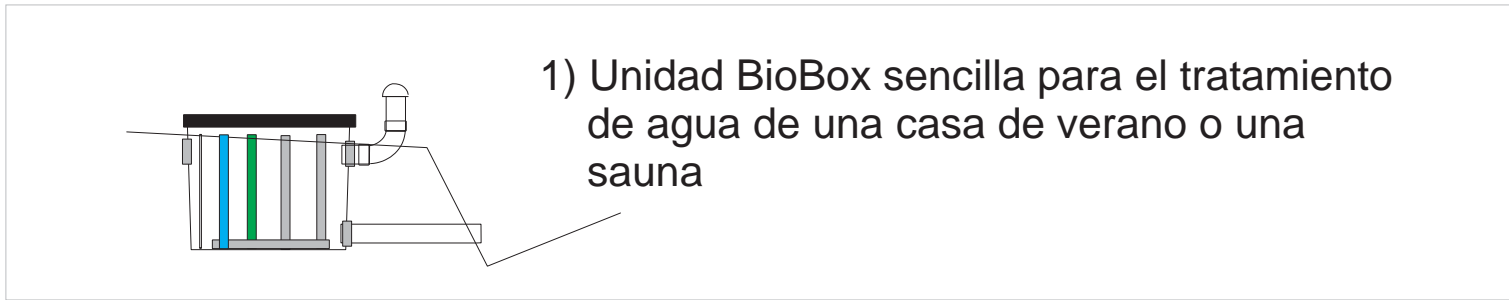 1) Unidad BioBox sencilla para el tratamiento
de agua de una casa de verano o una
sauna